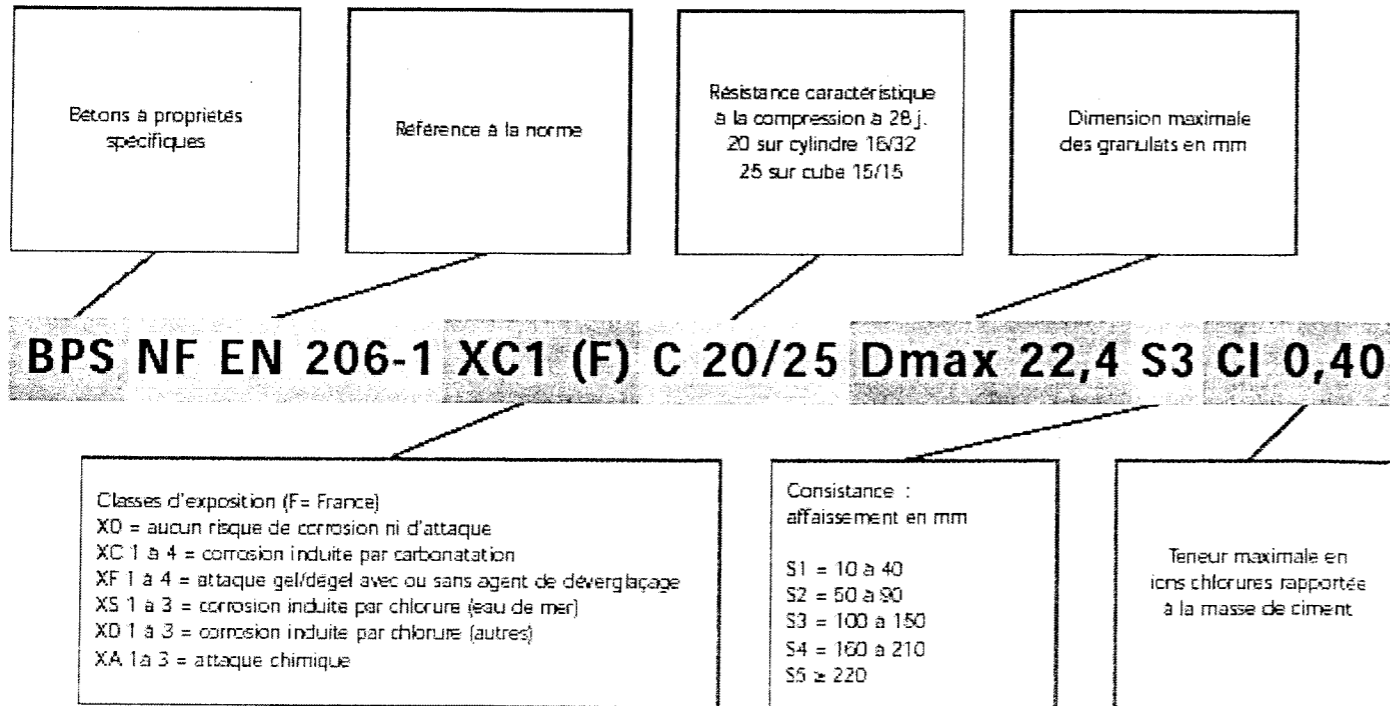 Bétons à propriétés
spécifiques
Référence à la norme
Résistance caractéristique
à la compression à 28 j.
20 sur cylindre 16/32
25 sur cube 15/15
Dimension maximale
des granulats en mm
BPS NF EN 206-1 XC1 (F) C 20/25 Dmax 22,4 S3 Cl 0,40
Classes d'exposition (F= France)
X0 = aucun risque de corrosion ni d'attaque
XC 1 à 4 = corrosion induite par carbonatation
XF 1 à 4 = attaque gel/dégel avec ou sans agent de déverglaçage
XS 1 à 3 = corrosion induite par chlorure (eau de mer)
XD 1 à 3 = corrosion induite par chlorure (autres)
XA 1à 3 = attaque chimique
Consistance :
affaissement en mm
S1 = 10 à 40
S2 = 50 à 90
S3 = 100 à 150
S4 = 160 à 210
S5 ≥ 220
Teneur maximale en
ions chlorures rapportée
à la masse de ciment